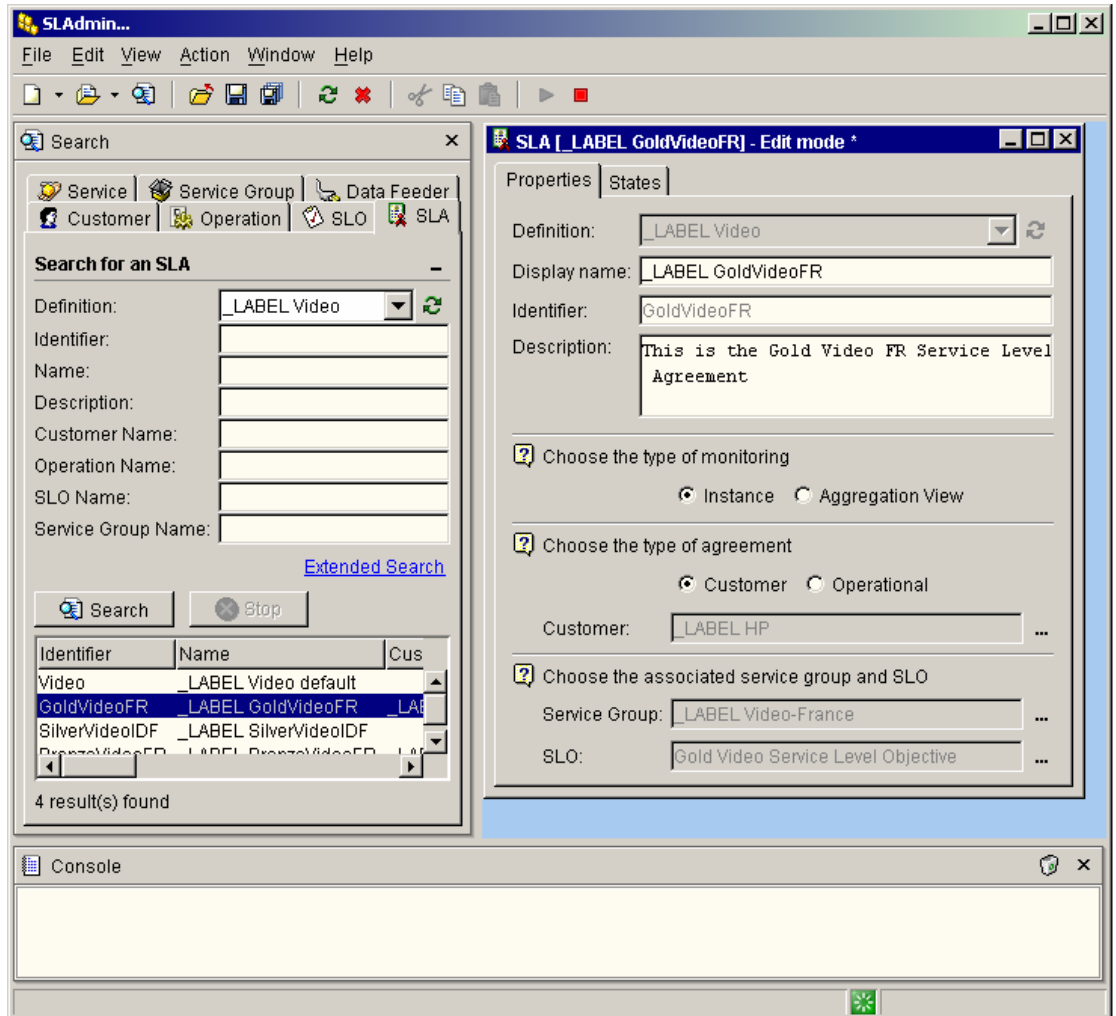 SLAdmin...
File Edit View Action Window Help
Search
Service Service Group Data Feeder
Customer Operation SLO SLA
Search for an SLA
Definition: _LABEL Video
Identifier:
Name:
Description:
Customer Name:
Operation Name:
SLO Name:
Service Group Name:
Extended Search
Search Stop
Identifier Name Cus
Video _LABEL Video default
GoldVideoFR _LABEL GoldVideoFR _LAB
SilverVideoIDF _LABEL SilverVideoIDF
BronzeVideoFR _LABEL BronzeVideoFR _LAB
4 result(s) found
SLA [_LABEL GoldVideoFR] - Edit mode *
Properties States
Definition: _LABEL Video
Display name: _LABEL GoldVideoFR
Identifier: GoldVideoFR
Description: This is the Gold Video FR Service Level
Agreement
Choose the type of monitoring
Instance Aggregation View
Choose the type of agreement
Customer Operational
Customer: _LABEL HP ...
Choose the associated service group and SLO
Service Group: _LABEL Video-France ...
SLO: Gold Video Service Level Objective ...
Console